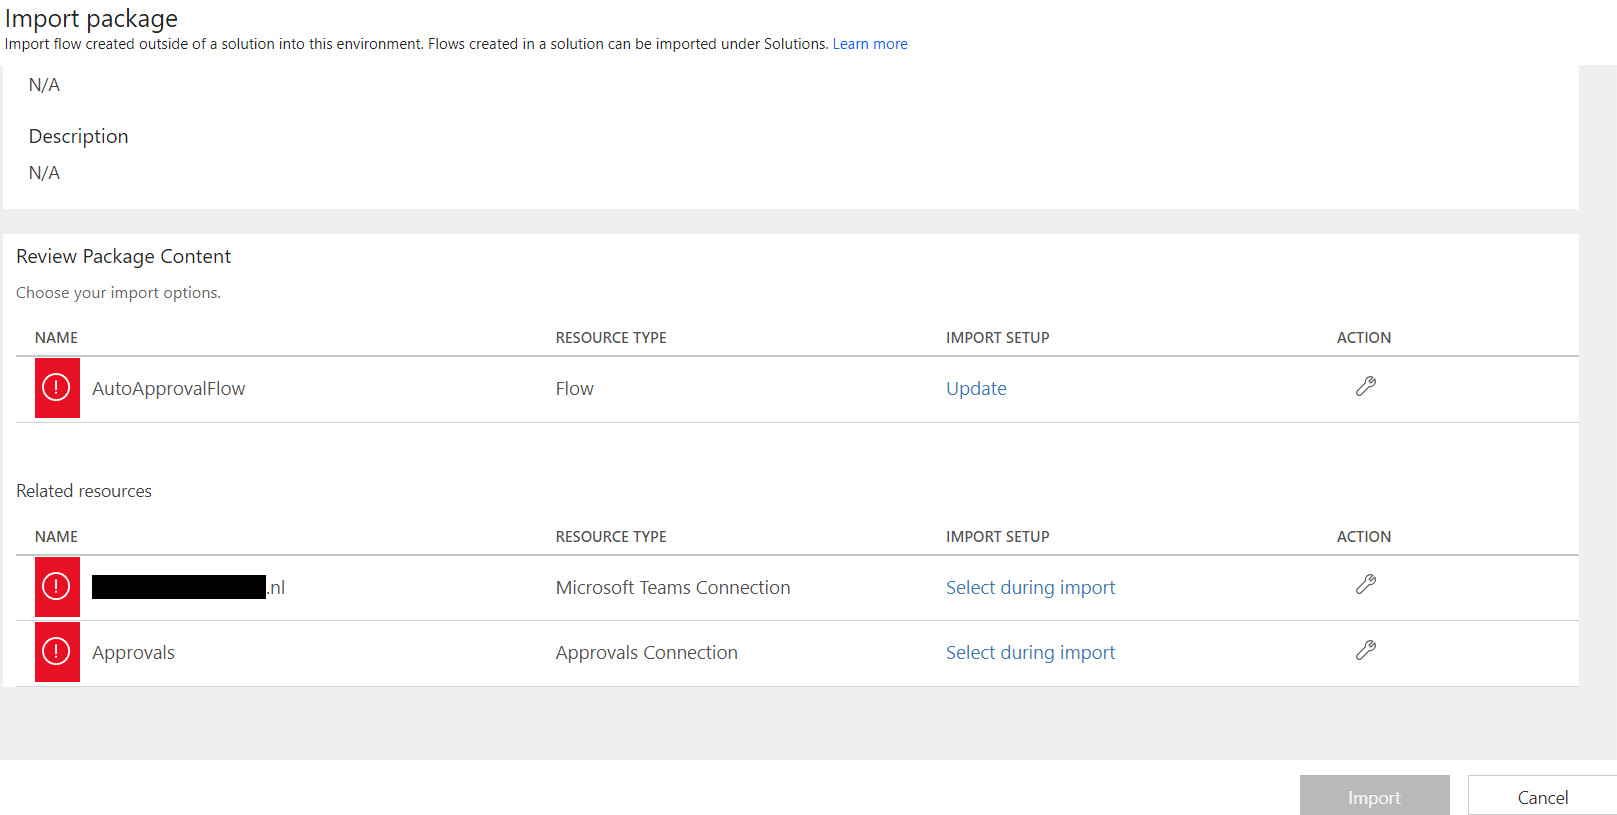 Import package
Import flow created outside of a solution into this environment. Flows created in a solution can be imported under Solutions. Learn more
N/A
Description
N/A
Review Package Content
Choose your import options.
NAME RESOURCE TYPE IMPORT SETUP ACTION
AutoApprovalFlow Flow Update
Related resources
NAME RESOURCE TYPE IMPORT SETUP ACTION
.nl Microsoft Teams Connection Select during import
Approvals Approvals Connection Select during import
Import Cancel